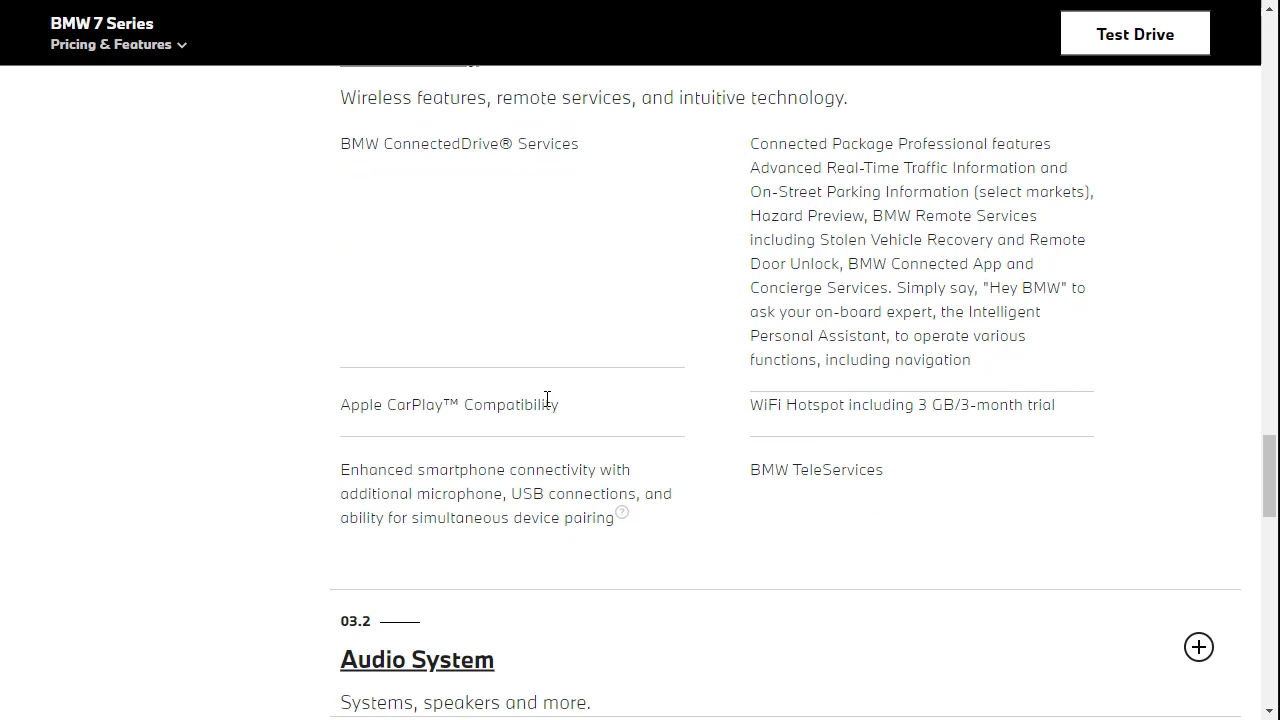 BMW 7 Series
Pricing & Features
Test Drive
Wireless features, remote services, and intuitive technology.
BMW ConnectedDrive® Services
Connected Package Professional features
Advanced Real-Time Traffic Information and
On-Street Parking Information (select markets),
Hazard Preview, BMW Remote Services
including Stolen Vehicle Recovery and Remote
Door Unlock, BMW Connected App and
Concierge Services. Simply say, "Hey BMW" to
ask your on-board expert, the Intelligent
Personal Assistant, to operate various
functions, including navigation
Apple CarPlay™ Compatibility
WiFi Hotspot including 3 GB/3-month trial
Enhanced smartphone connectivity with
additional microphone, USB connections, and
ability for simultaneous device pairing?
BMW TeleServices
03.2
Audio System
Systems, speakers and more.